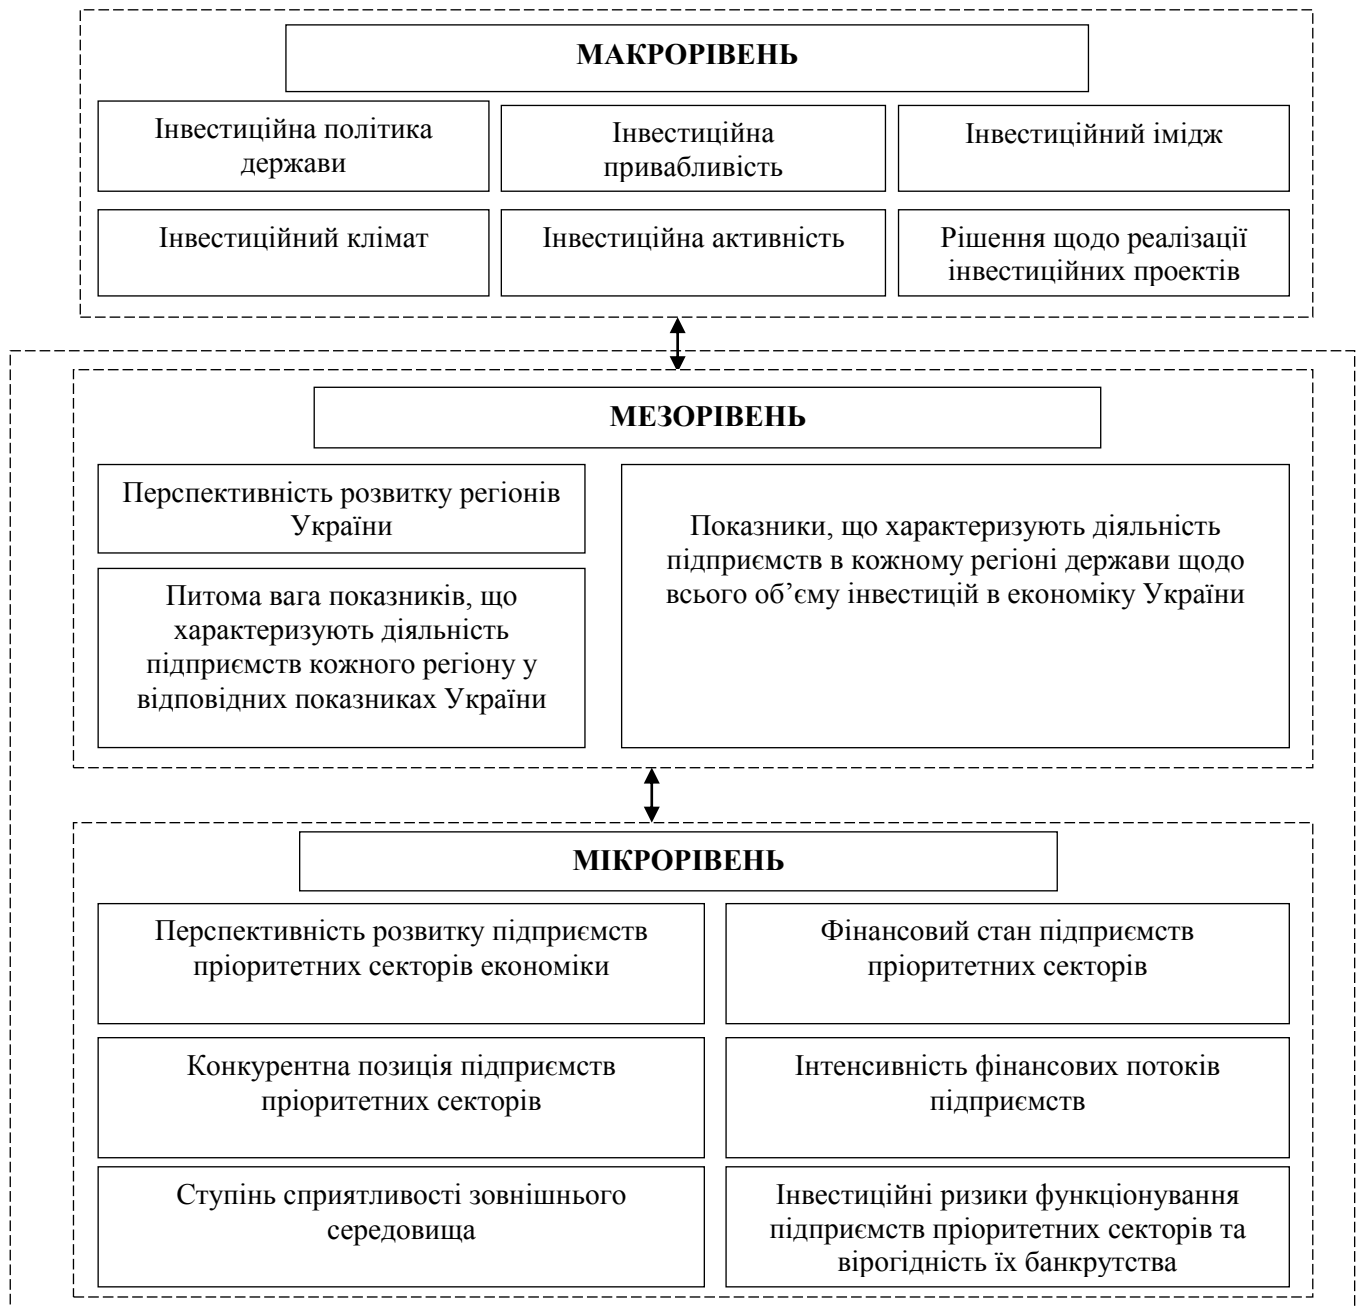 МАКРОРІВЕНЬ
Інвестиційна політика
держави
Інвестиційна
привабливість
Інвестиційний імідж
Інвестиційний клімат
Інвестиційна активність
Рішення щодо реалізації
інвестиційних проектів
МЕЗОРІВЕНЬ
Перспективність розвитку регіонів
України
Питома вага показників, що
характеризують діяльність
підприємств кожного регіону у
відповідних показниках України
Показники, що характеризують діяльність
підприємств в кожному регіоні держави щодо
всього об’єму інвестицій в економіку України
МІКРОРІВЕНЬ
Перспективність розвитку підприємств
пріоритетних секторів економіки
Фінансовий стан підприємств
пріоритетних секторів
Конкурентна позиція підприємств
пріоритетних секторів
Інтенсивність фінансових потоків
підприємств
Ступінь сприятливості зовнішнього
середовища
Інвестиційні ризики функціонування
підприємств пріоритетних секторів та
вірогідність їх банкрутства